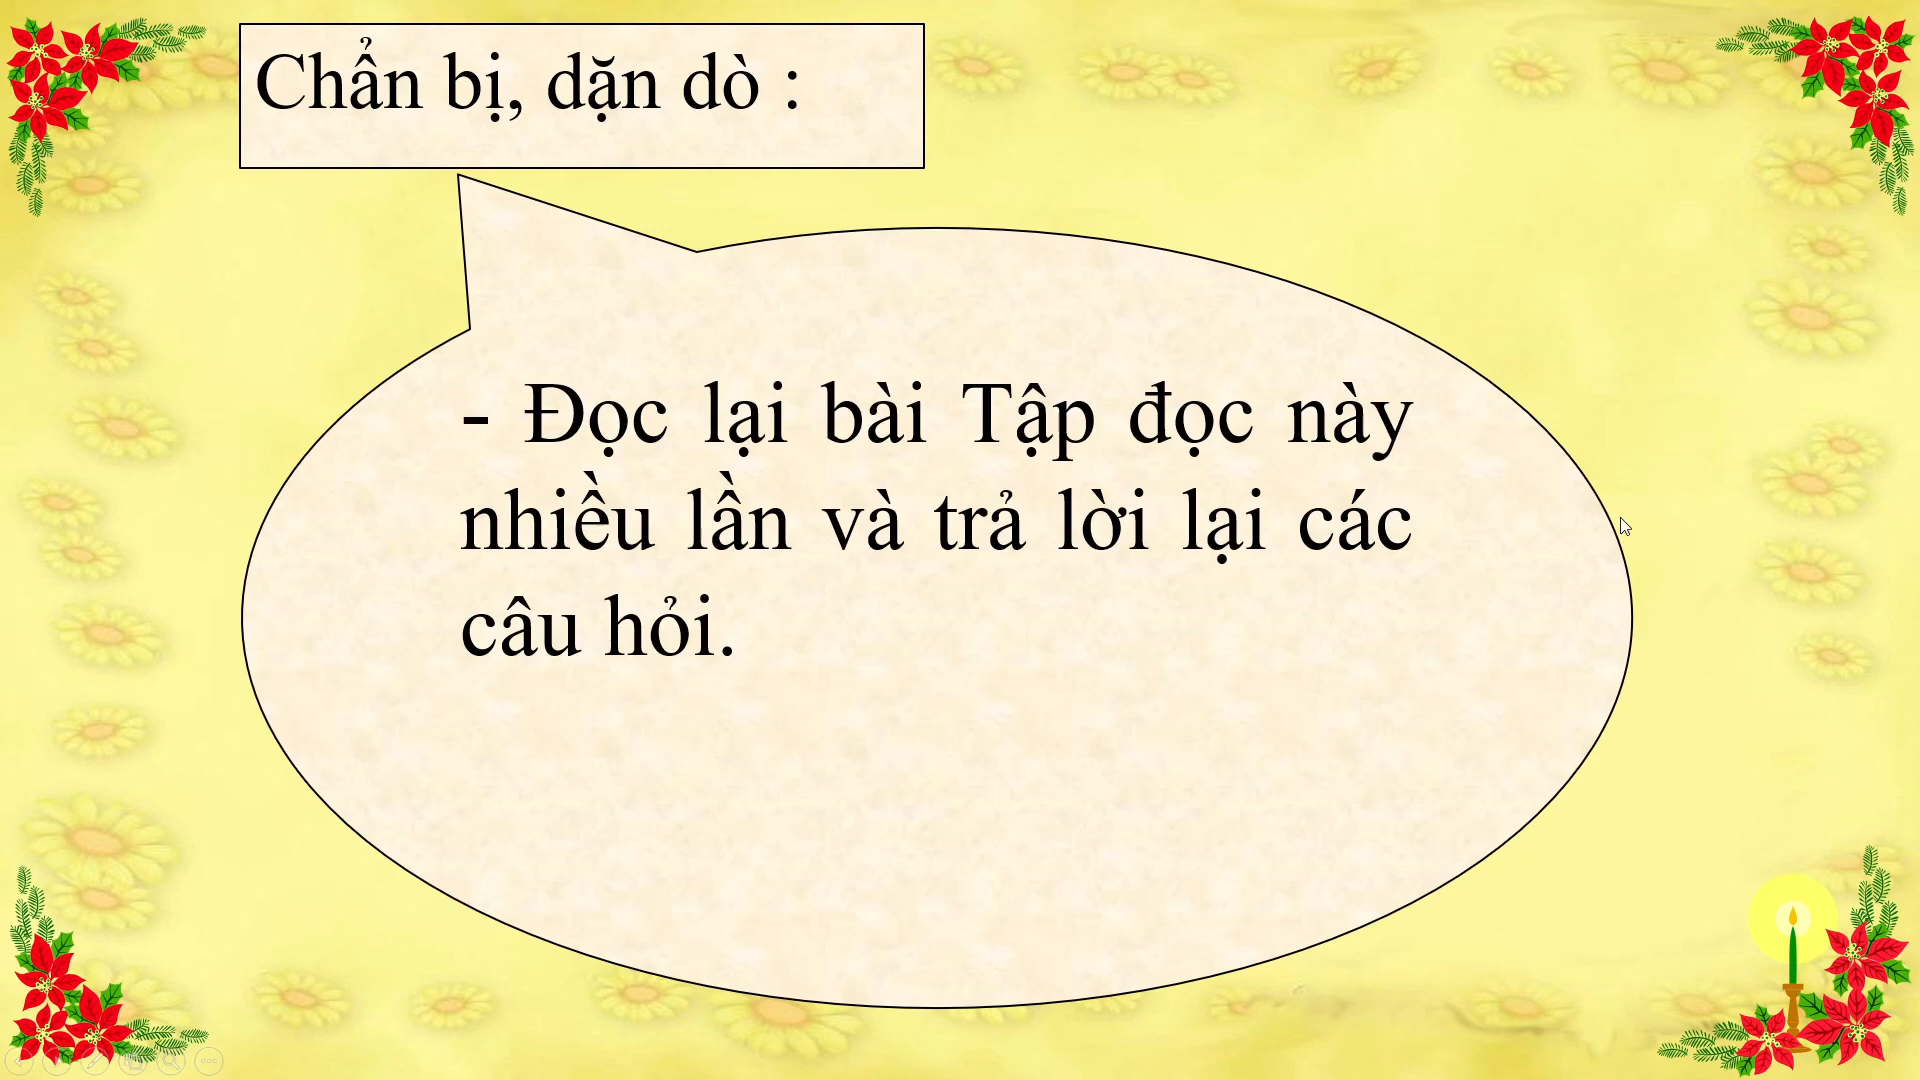 Chẩn bị, dặn dò :
- Đọc lại bài Tập đọc này
nhiều lần và trả lời lại các
câu hỏi.